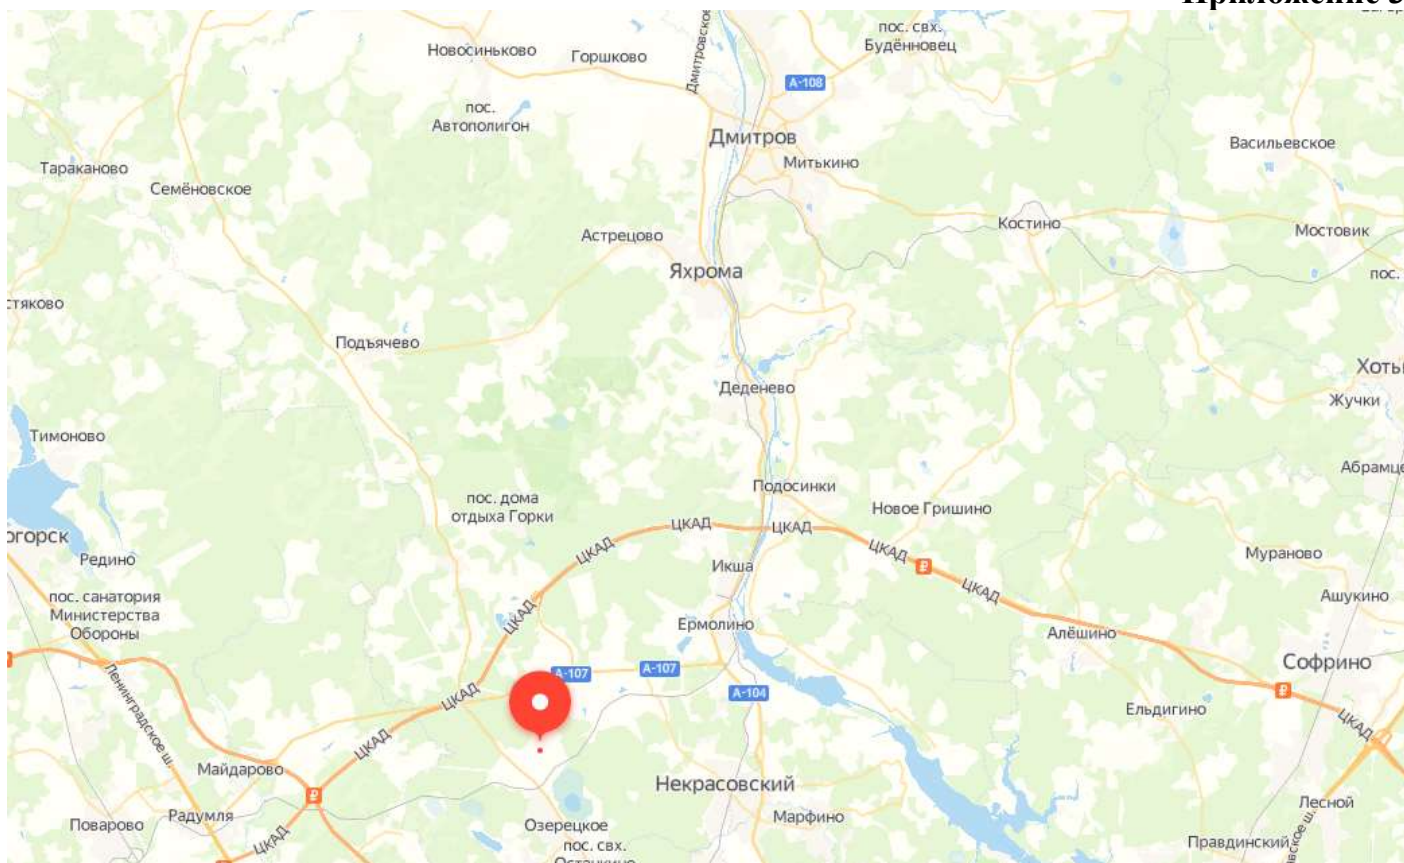 Приложение
Дмитровское
пос. свх.
Будённовец
Новосиньково
Горшково
А-108
пос.
Автополигон
Дмитров
Митькино
Васильевское
Тараканово
Семёновское
Астрецово
Костино
Мостовик
Яхрома
пос.
стяково
Подъячево
Хоть
Деденево
Жучки
Тимоново
Абрамце
Подосинки
пос. дома
отдыха Горки
Новое Гришино
огорск
ЦКАД
ЦКАД
Редино
ЦКАД
ЦКАД
Икша
₽
Мураново
ЦКАД
пос. санатория
Министерства
Обороны
Ашукино
ЦКАД
Ермолино
Алёшино
Софрино
А-107
А-107
ЦКАД
А-104
₽
Ленинградское ш.
Ельдигино
ЦКАД
ЦКАД
Майдарово
Некрасовский
₽
Радумля
Поварово
Озерецкое
Марфино
Лесной
ЦКАД
пос. свх.
Останкино
Правдинский
вское ш.